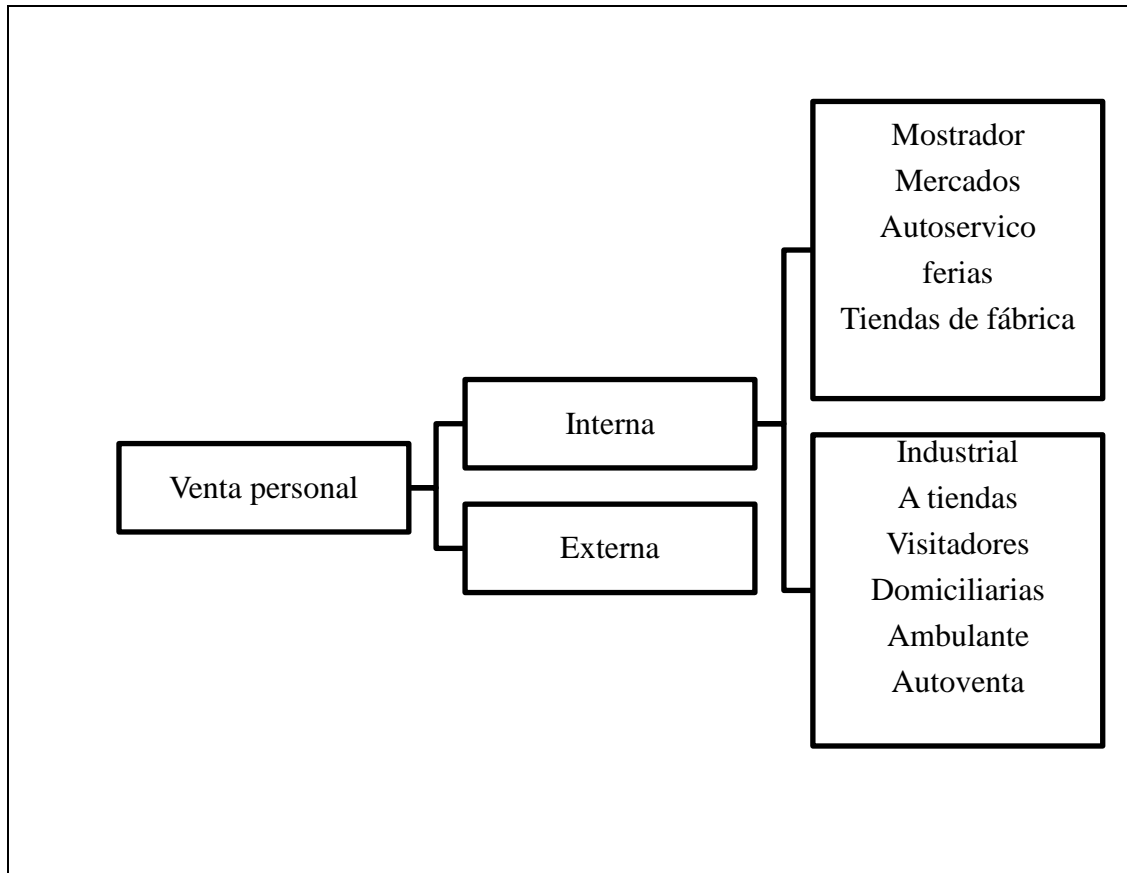 Venta personal
Interna
Externa
Mostrador
Mercados
Autoservico
ferias
Tiendas de fábrica
Industrial
A tiendas
Visitadores
Domiciliarias
Ambulante
Autoventa